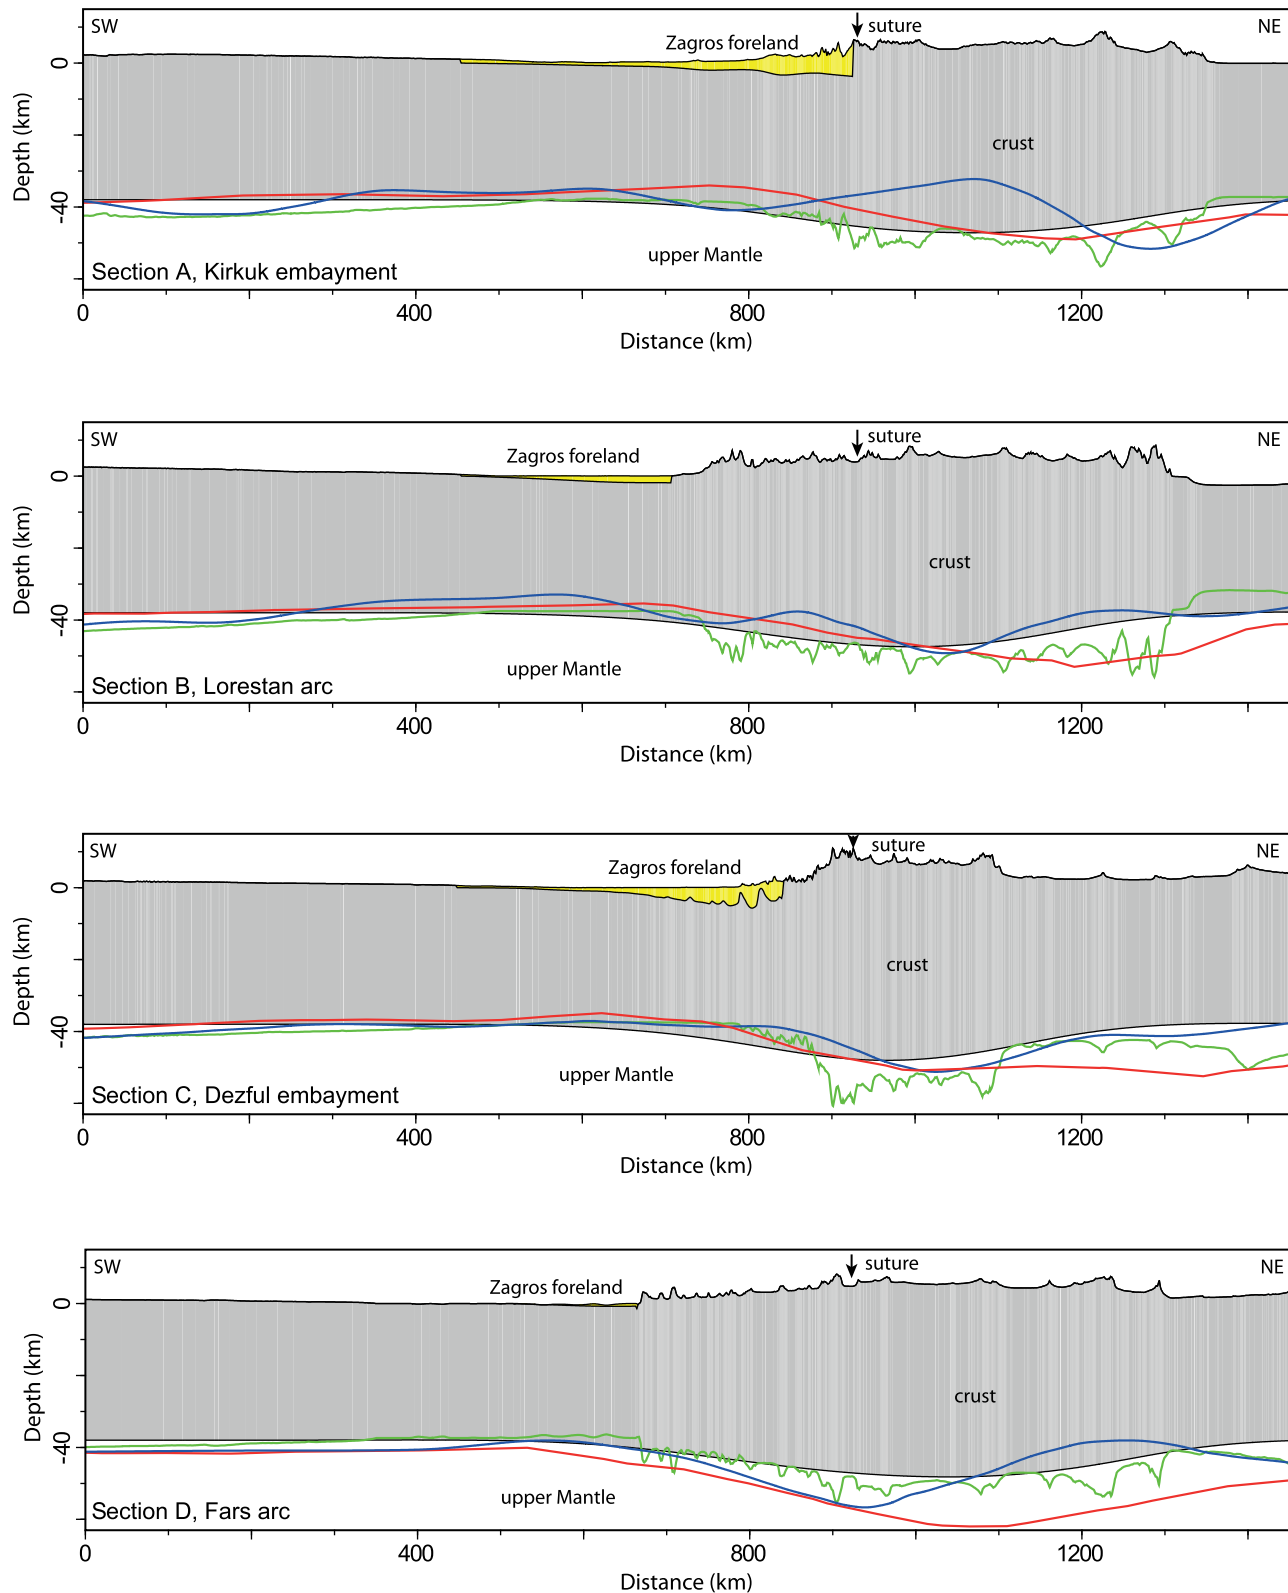 SW
suture
NE
Zagros foreland
0
crust
Depth (km)
-40
upper Mantle
Section A, Kirkuk embayment
0
400
800
1200
Distance (km)
SW
suture
NE
Zagros foreland
0
crust
Depth (km)
-40
upper Mantle
Section B, Lorestan arc
0
400
800
1200
Distance (km)
SW
suture
NE
Zagros foreland
0
crust
Depth (km)
-40
upper Mantle
Section C, Dezful embayment
0
400
800
1200
Distance (km)
SW
suture
NE
Zagros foreland
0
crust
Depth (km)
-40
upper Mantle
Section D, Fars arc
0
400
800
1200
Distance (km)